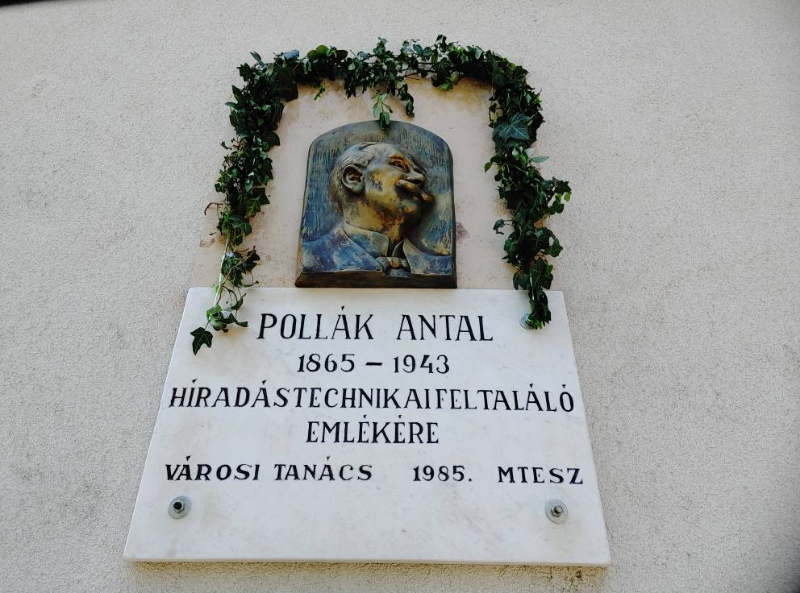 POLLÁK ANTAL
1865 – 1943
HÍRADÁSTECHNIKAI FELTALÁLÓ
EMLÉKÉRE
VÁROSI TANÁCS 1985. MTESZ